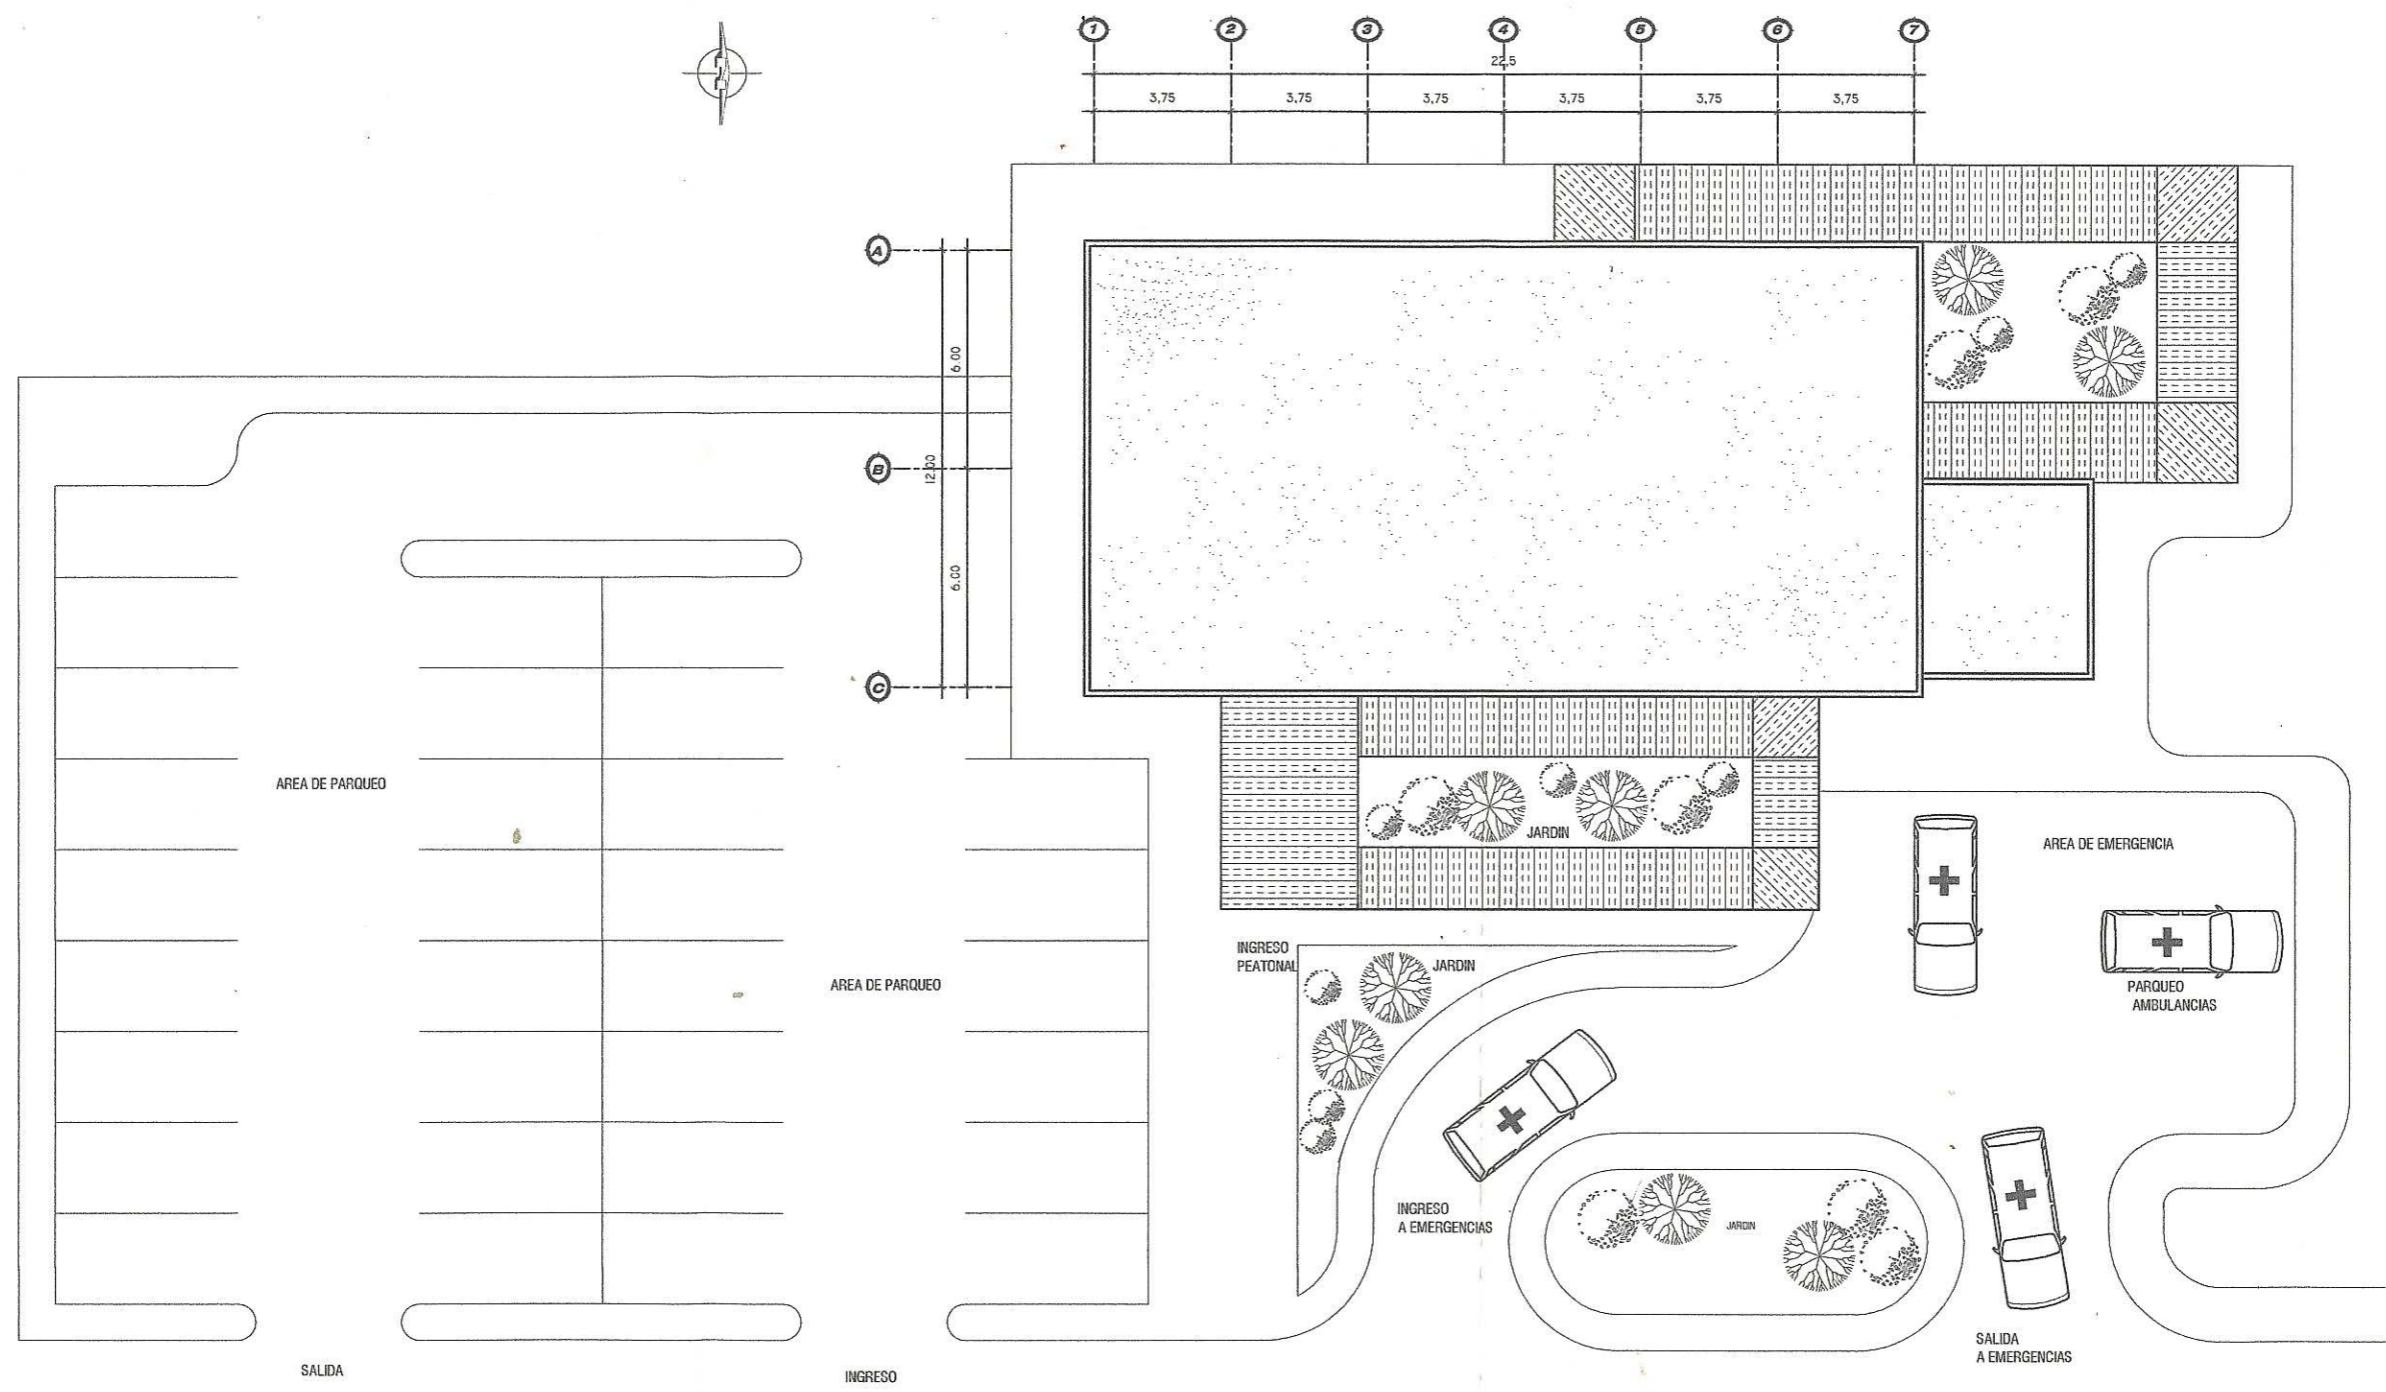 N
1 2 3 4 5 6 7
22,5
3,75 3,75 3,75 3,75 3,75 3,75
A
6.00
B
12.00
6.00
C
AREA DE PARQUEO
JARDIN
AREA DE EMERGENCIA
INGRESO
PEATONAL
JARDIN
AREA DE PARQUEO
PARQUEO
AMBULANCIAS
INGRESO
A EMERGENCIAS
JARDIN
SALIDA
A EMERGENCIAS
SALIDA
INGRESO